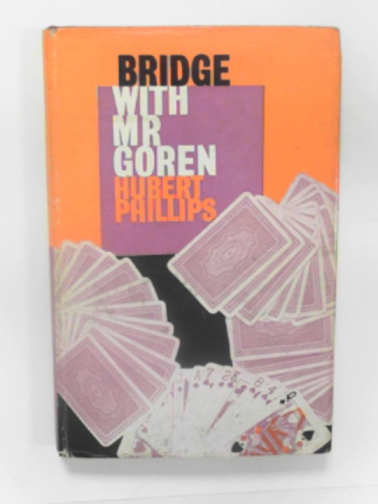 BRIDGE
WITH
MR
GOREN
HUBERT
PHILLIPS